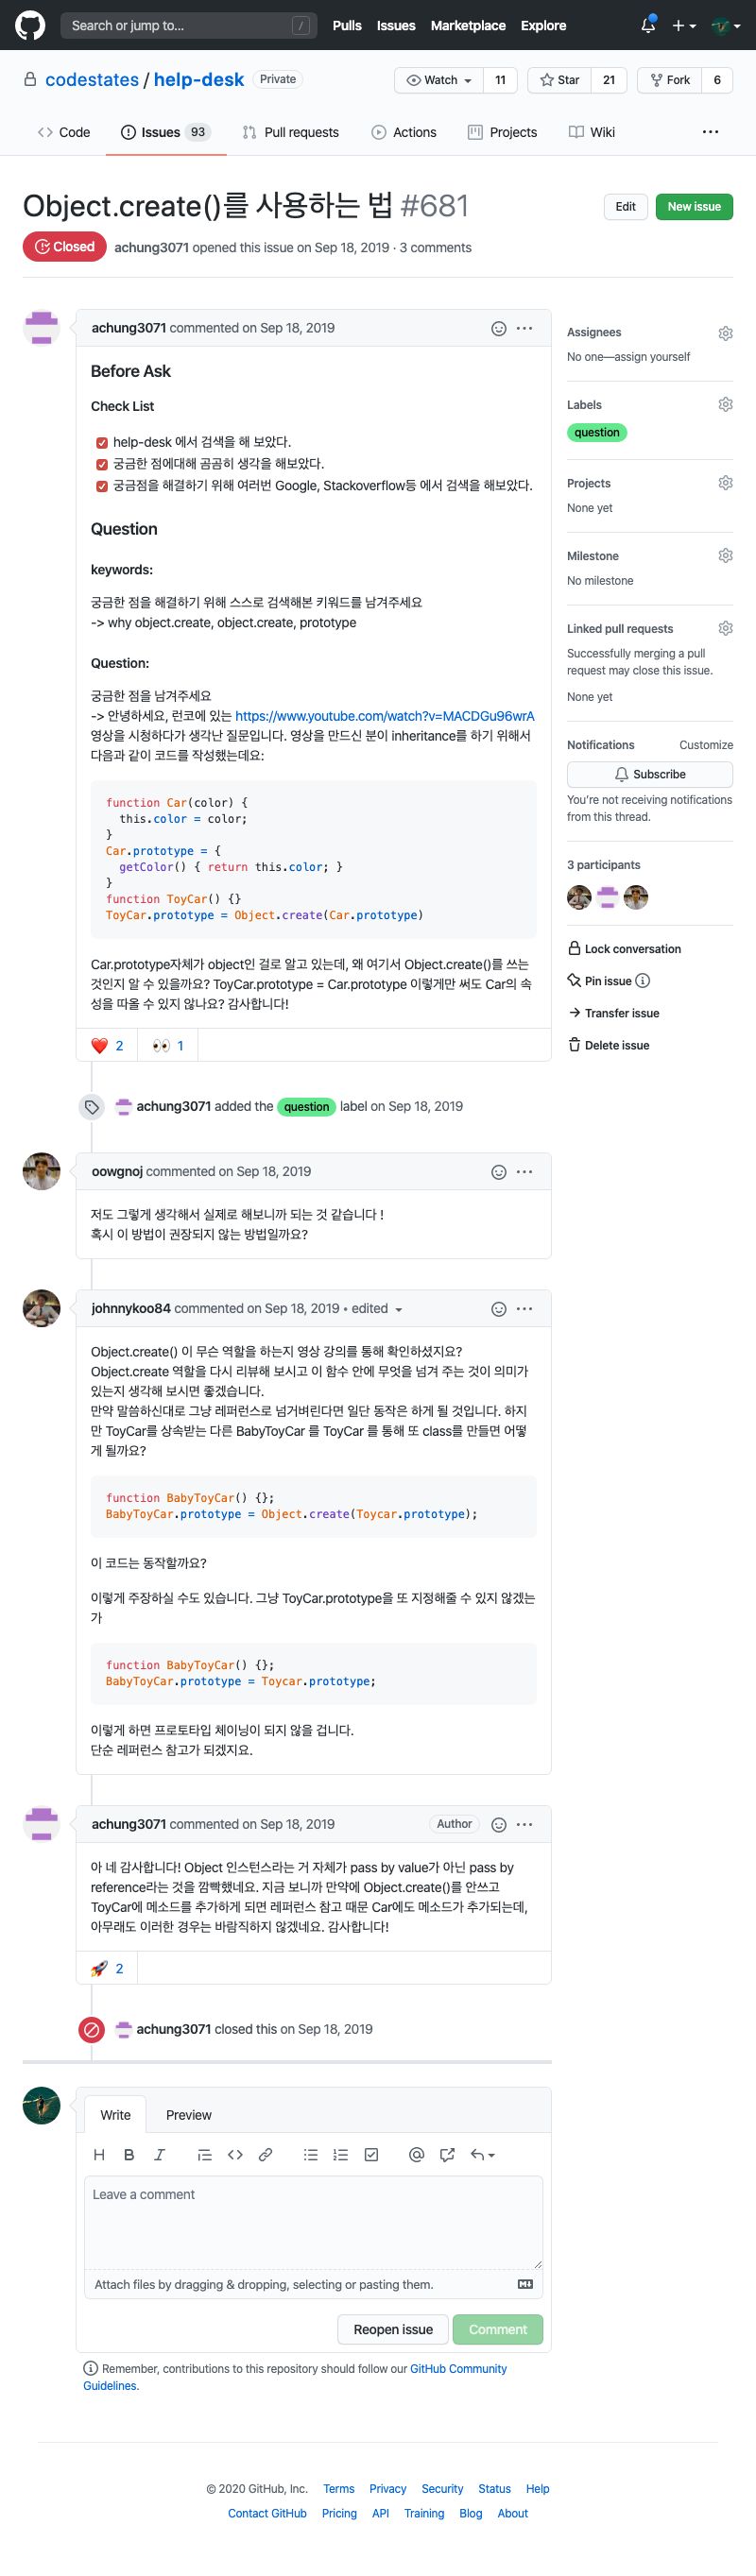 Search or jump to...
/
Pulls Issues Marketplace Explore
codestates / help-desk Private
Watch 11
Star 21
Fork 6
Code
Issues 93
Pull requests
Actions
Projects
Wiki
Object.create()를 사용하는 법 #681
Edit
New issue
Closed
achung3071 opened this issue on Sep 18, 2019 · 3 comments
achung3071 commented on Sep 18, 2019
Before Ask
Check List
help-desk 에서 검색을 해 보았다.
궁금한 점에대해 곰곰히 생각을 해보았다.
궁금점을 해결하기 위해 여러번 Google, Stackoverflow등 에서 검색을 해보았다.
Question
keywords:
궁금한 점을 해결하기 위해 스스로 검색해본 키워드를 남겨주세요
-> why object.create, object.create, prototype
Question:
궁금한 점을 남겨주세요
-> 안녕하세요, 런코에 있는 https://www.youtube.com/watch?v=MACDGu96wrA
영상을 시청하다가 생각난 질문입니다. 영상을 만드신 분이 inheritance를 하기 위해서
다음과 같이 코드를 작성했는데요:
function Car(color) {
this.color = color;
}
Car.prototype = {
getColor() { return this.color; }
}
function ToyCar() {}
ToyCar.prototype = Object.create(Car.prototype)
Car.prototype자체가 object인 걸로 알고 있는데, 왜 여기서 Object.create()를 쓰는
것인지 알 수 있을까요? ToyCar.prototype = Car.prototype 이렇게만 써도 Car의 속
성을 따올 수 있지 않나요? 감사합니다!
2
1
achung3071 added the question label on Sep 18, 2019
oowgnoj commented on Sep 18, 2019
저도 그렇게 생각해서 실제로 해보니까 되는 것 같습니다 !
혹시 이 방법이 권장되지 않는 방법일까요?
johnnykoo84 commented on Sep 18, 2019 • edited
Object.create() 이 무슨 역할을 하는지 영상 강의를 통해 확인하셨지요?
Object.create 역할을 다시 리뷰해 보시고 이 함수 안에 무엇을 넘겨 주는 것이 의미가
있는지 생각해 보시면 좋겠습니다.
만약 말씀하신대로 그냥 레퍼런스로 넘거버린다면 일단 동작은 하게 될 것입니다. 하지
만 ToyCar를 상속받는 다른 BabyToyCar 를 ToyCar 를 통해 또 class를 만들면 어떻
게 될까요?
function BabyToyCar() {};
BabyToyCar.prototype = Object.create(Toycar.prototype);
이 코드는 동작할까요?
이렇게 주장하실 수도 있습니다. 그냥 ToyCar.prototype을 또 지정해줄 수 있지 않겠는
가
function BabyToyCar() {};
BabyToyCar.prototype = Toycar.prototype;
이렇게 하면 프로토타입 체이닝이 되지 않을 겁니다.
단순 레퍼런스 참고가 되겠지요.
achung3071 commented on Sep 18, 2019
Author
아 네 감사합니다! Object 인스턴스라는 거 자체가 pass by value가 아닌 pass by
reference라는 것을 깜빡했네요. 지금 보니까 만약에 Object.create()를 안쓰고
ToyCar에 메소드를 추가하게 되면 레퍼런스 참고 때문 Car에도 메소드가 추가되는데,
아무래도 이러한 경우는 바람직하지 않겠네요. 감사합니다!
2
achung3071 closed this on Sep 18, 2019
Write
Preview
H B I
Leave a comment
Attach files by dragging & dropping, selecting or pasting them.
Reopen issue
Comment
Remember, contributions to this repository should follow our GitHub Community
Guidelines.
Assignees
No one—assign yourself
Labels
question
Projects
None yet
Milestone
No milestone
Linked pull requests
Successfully merging a pull
request may close this issue.
None yet
Notifications
Customize
Subscribe
You’re not receiving notifications
from this thread.
3 participants
Lock conversation
Pin issue
Transfer issue
Delete issue
© 2020 GitHub, Inc. Terms Privacy Security Status Help
Contact GitHub Pricing API Training Blog About